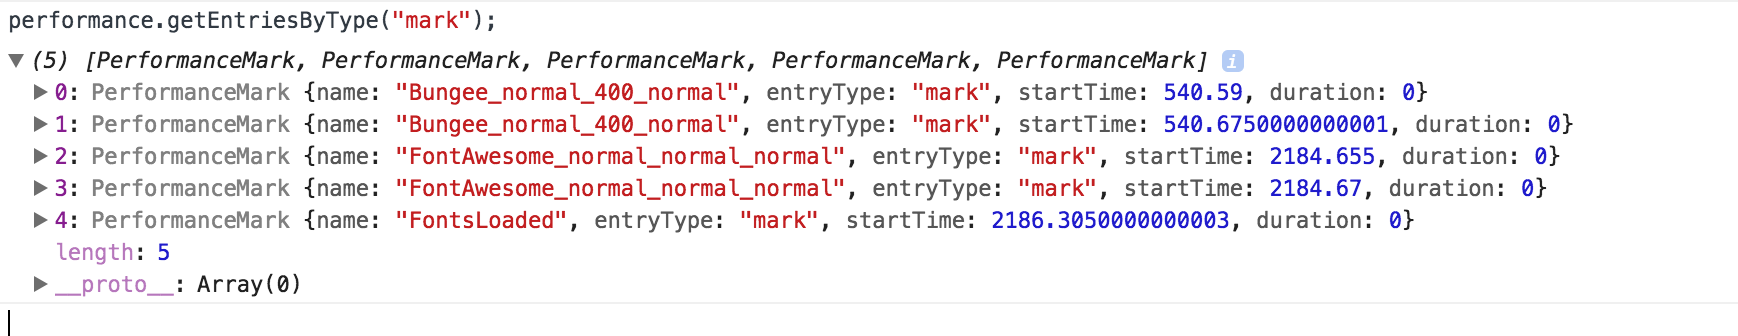 performance.getEntriesByType("mark");
▼ (5) [PerformanceMark, PerformanceMark, PerformanceMark, PerformanceMark, PerformanceMark] i
▶ 0: PerformanceMark {name: "Bungee_normal_400_normal", entryType: "mark", startTime: 540.59, duration: 0}
▶ 1: PerformanceMark {name: "Bungee_normal_400_normal", entryType: "mark", startTime: 540.6750000000001, duration: 0}
▶ 2: PerformanceMark {name: "FontAwesome_normal_normal_normal", entryType: "mark", startTime: 2184.655, duration: 0}
▶ 3: PerformanceMark {name: "FontAwesome_normal_normal_normal", entryType: "mark", startTime: 2184.67, duration: 0}
▶ 4: PerformanceMark {name: "FontsLoaded", entryType: "mark", startTime: 2186.3050000000003, duration: 0}
length: 5
▶ __proto__: Array(0)